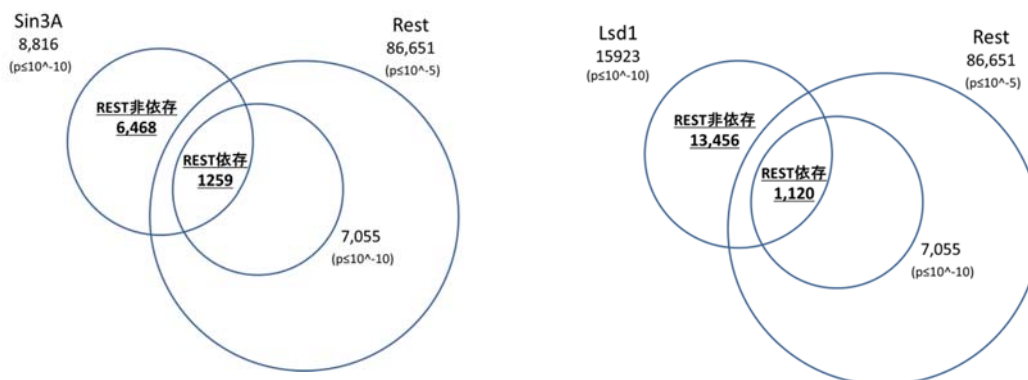 Sin3A
8,816
(p≤10^-10)
Rest
86,651
(p≤10^-5)
REST非依存
6,468
REST依存
1259
7,055
(p≤10^-10)
Lsd1
15923
(p≤10^-10)
Rest
86,651
(p≤10^-5)
REST非依存
13,456
REST依存
1,120
7,055
(p≤10^-10)